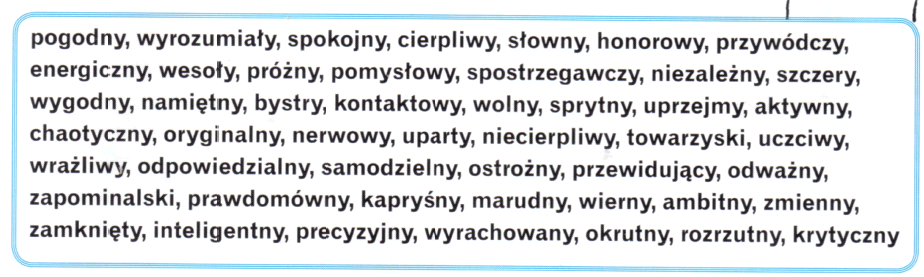 pogodny, wyrozumiały, spokojny, cierpliwy, słowny, honorowy, przywódczy,
energiczny, wesoły, próżny, pomysłowy, spostrzegawczy, niezależny, szczery,
wygodny, namiętny, bystry, kontaktowy, wolny, sprytny, uprzejmy, aktywny,
chaotyczny, oryginalny, nerwowy, uparty, niecierpliwy, towarzyski, uczciwy,
wrażliwy, odpowiedzialny, samodzielny, ostrożny, przewidujący, odważny,
zapominalski, prawdomówny, kapryśny, marudny, wierny, ambitny, zmienny,
zamknięty, inteligentny, precyzyjny, wyrachowany, okrutny, rozrzutny, krytyczny